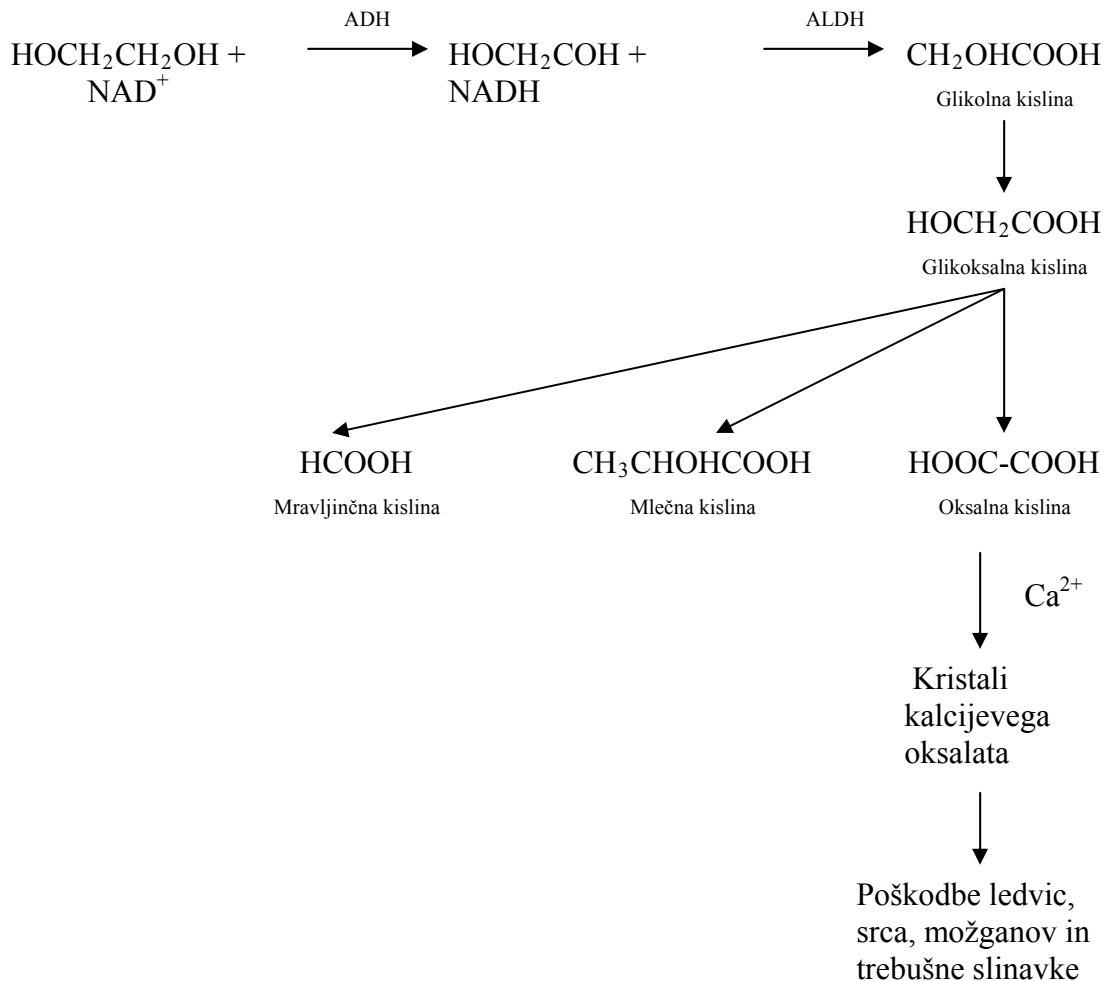 ADH
ALDH
HOCH₂CH₂OH +
NAD⁺
HOCH₂COH +
NADH
CH₂OHCOOH
Glikolna kislina
HOCH₂COOH
Glikoksalna kislina
HCOOH
Mravljinčna kislina
CH₃CHOHCOOH
Mlečna kislina
HOOC-COOH
Oksalna kislina
Ca²⁺
Kristali
kalcijevega
oksalata
Poškodbe ledvic,
srca, možganov in
trebušne slinavke